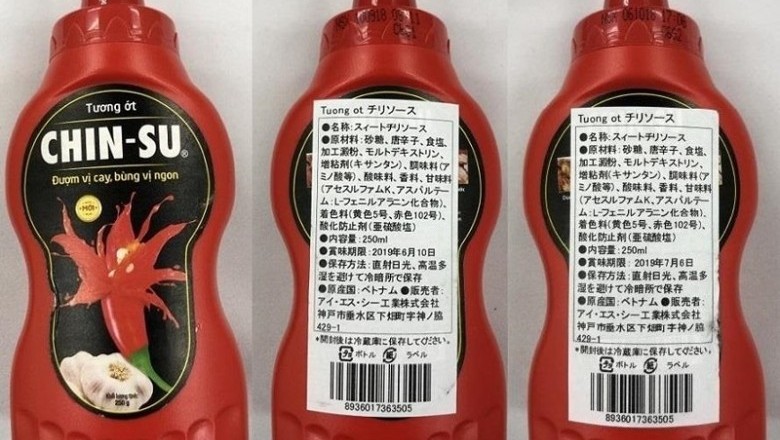 Tương ớt
CHIN-SU®
Đượm vị cay, bùng vị ngon
MỚI
Khối lượng tịnh:
250 g
Tuong ot チリソース
●名称:スィートチリソース
●原材料:砂糖、唐辛子、食塩、
加工澱粉、モルトデキストリン、
増粘剤(キサンタン)、調味料(ア
ミノ酸等)、酸味料、香料、甘味料
(アセスルファムK、アスパルテー
ム:L-フェニルアラニン化合物)、
着色料(黄色5号、赤色102号)、
酸化防止剤(亜硫酸塩)
●内容量:250ml
●賞味期限:2019年6月10日
●保存方法:直射日光、高温多
湿を避けて冷暗所で保存
●原産国:ベトナム ●販売者:
アイ・エス・シー工業株式会社
神戸市垂水区下畑町字神ノ脇
429-1
*開封後は冷蔵庫に保存してください。
プラ ボトル 紙 ラベル
8936017363505
061018 17 06
Tuong ot チリソース
●名称:スィートチリソース
●原材料:砂糖、唐辛子、食塩、
加工澱粉、モルトデキストリン、
増粘剤(キサンタン)、調味料(ア
ミノ酸等)、酸味料、香料、甘味料
(アセスルファムK、アスパルテー
ム:L-フェニルアラニン化合物)、
着色料(黄色5号、赤色102号)、
酸化防止剤(亜硫酸塩)
●内容量:250ml
●賞味期限:2019年7月6日
●保存方法:直射日光、高温多
湿を避けて冷暗所で保存
●原産国:ベトナム ●販売者:
アイ・エス・シー工業株式会社
神戸市垂水区下畑町字神ノ脇
429-1
*開封後は冷蔵庫に保存してください。
プラ ボトル 紙 ラベル
8936017363505